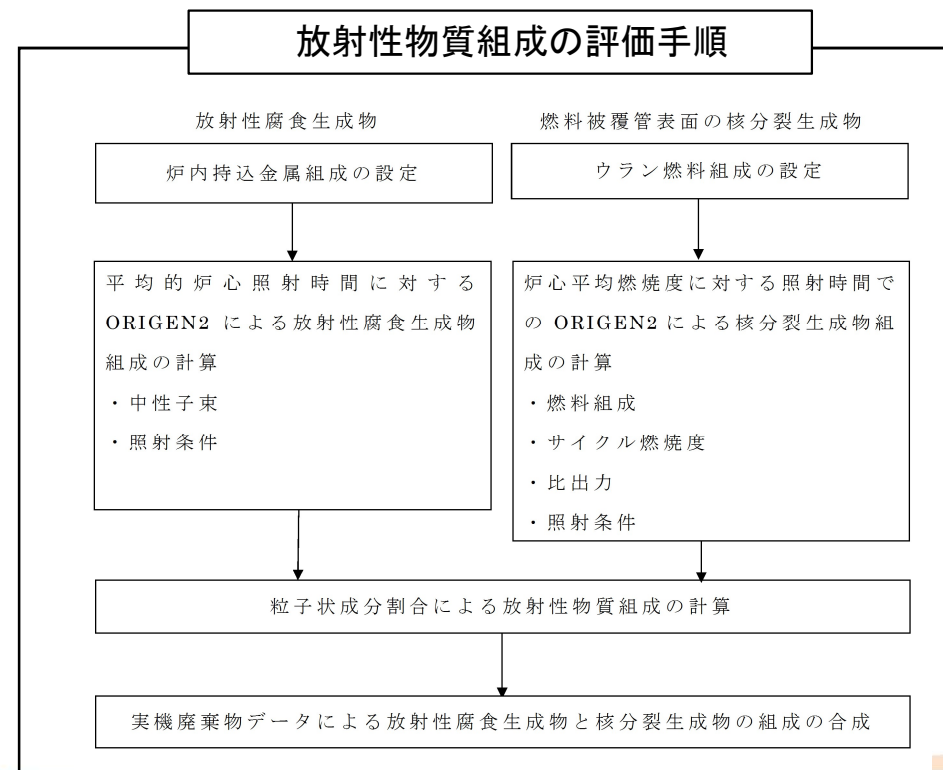 放射性物質組成の評価手順
放射性腐食生成物
炉内持込金属組成の設定
平均的炉心照射時間に対する
ORIGEN2 による放射性腐食生成物
組成の計算
・中性子束
・照射条件
燃料被覆管表面の核分裂生成物
ウラン燃料組成の設定
炉心平均燃焼度に対する照射時間で
の ORIGEN2 による核分裂生成物組
成の計算
・燃料組成
・サイクル燃焼度
・比出力
・照射条件
粒子状成分割合による放射性物質組成の計算
実機廃棄物データによる放射性腐食生成物と核分裂生成物の組成の合成